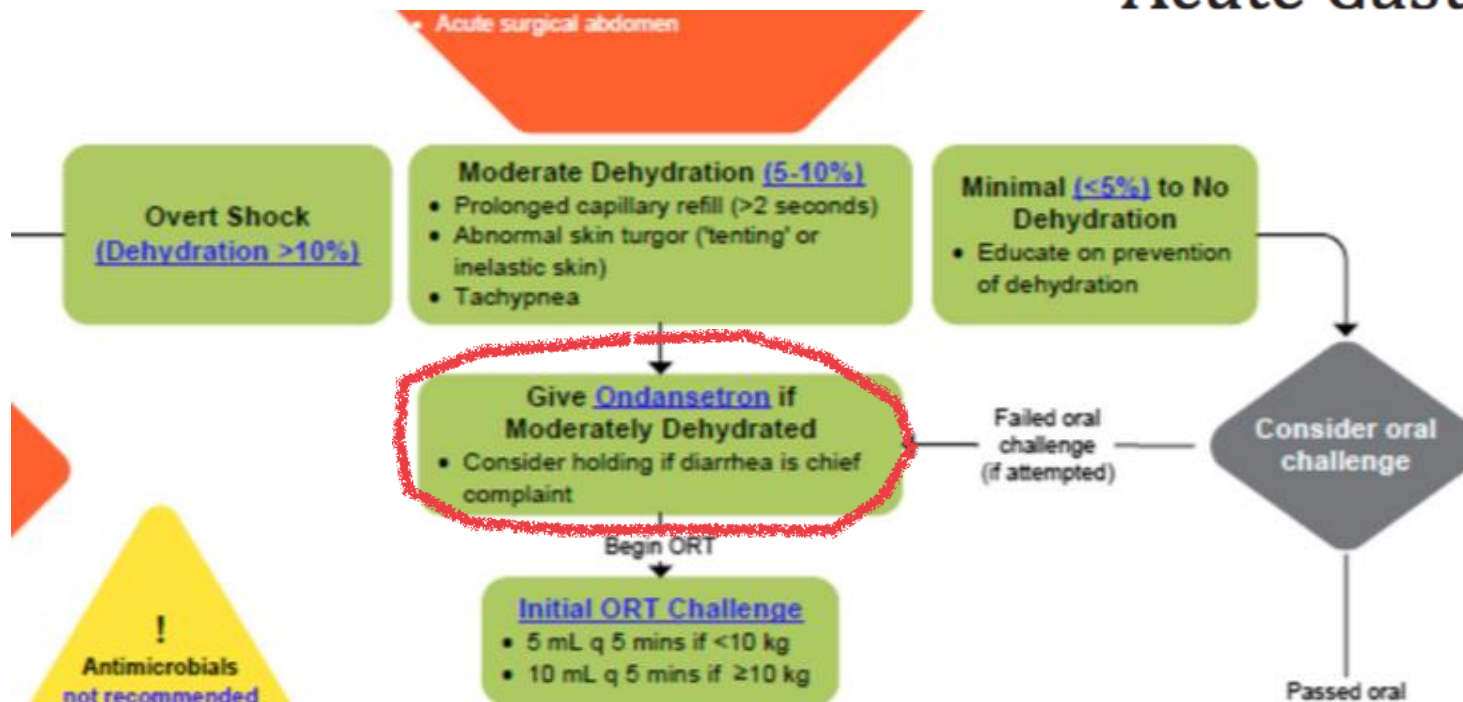 • Acute surgical abdomen
Overt Shock
(Dehydration >10%)
Moderate Dehydration (5-10%)
• Prolonged capillary refill (>2 seconds)
• Abnormal skin turgor ('tenting' or
inelastic skin)
• Tachypnea
Minimal (<5%) to No
Dehydration
• Educate on prevention
of dehydration
Give Ondansetron if
Moderately Dehydrated
• Consider holding if diarrhea is chief
complaint
Failed oral
challenge
(if attempted)
Consider oral
challenge
Begin ORT
Initial ORT Challenge
• 5 mL q 5 mins if <10 kg
• 10 mL q 5 mins if ≥10 kg
!
Antimicrobials
not recommended
Passed oral